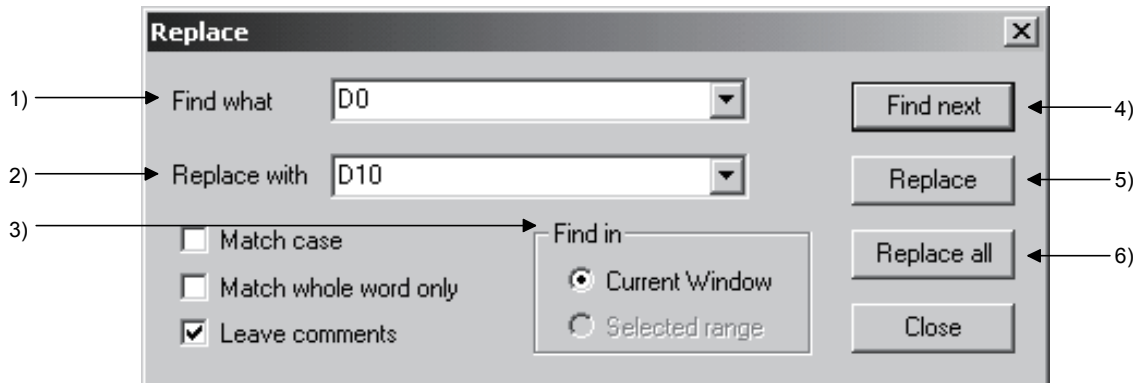 Replace
1) Find what D0 Find next 4)
2) Replace with D10 Replace 5)
3) Find in
Match case Replace all 6)
Match whole word only Current Window
Leave comments Selected range Close